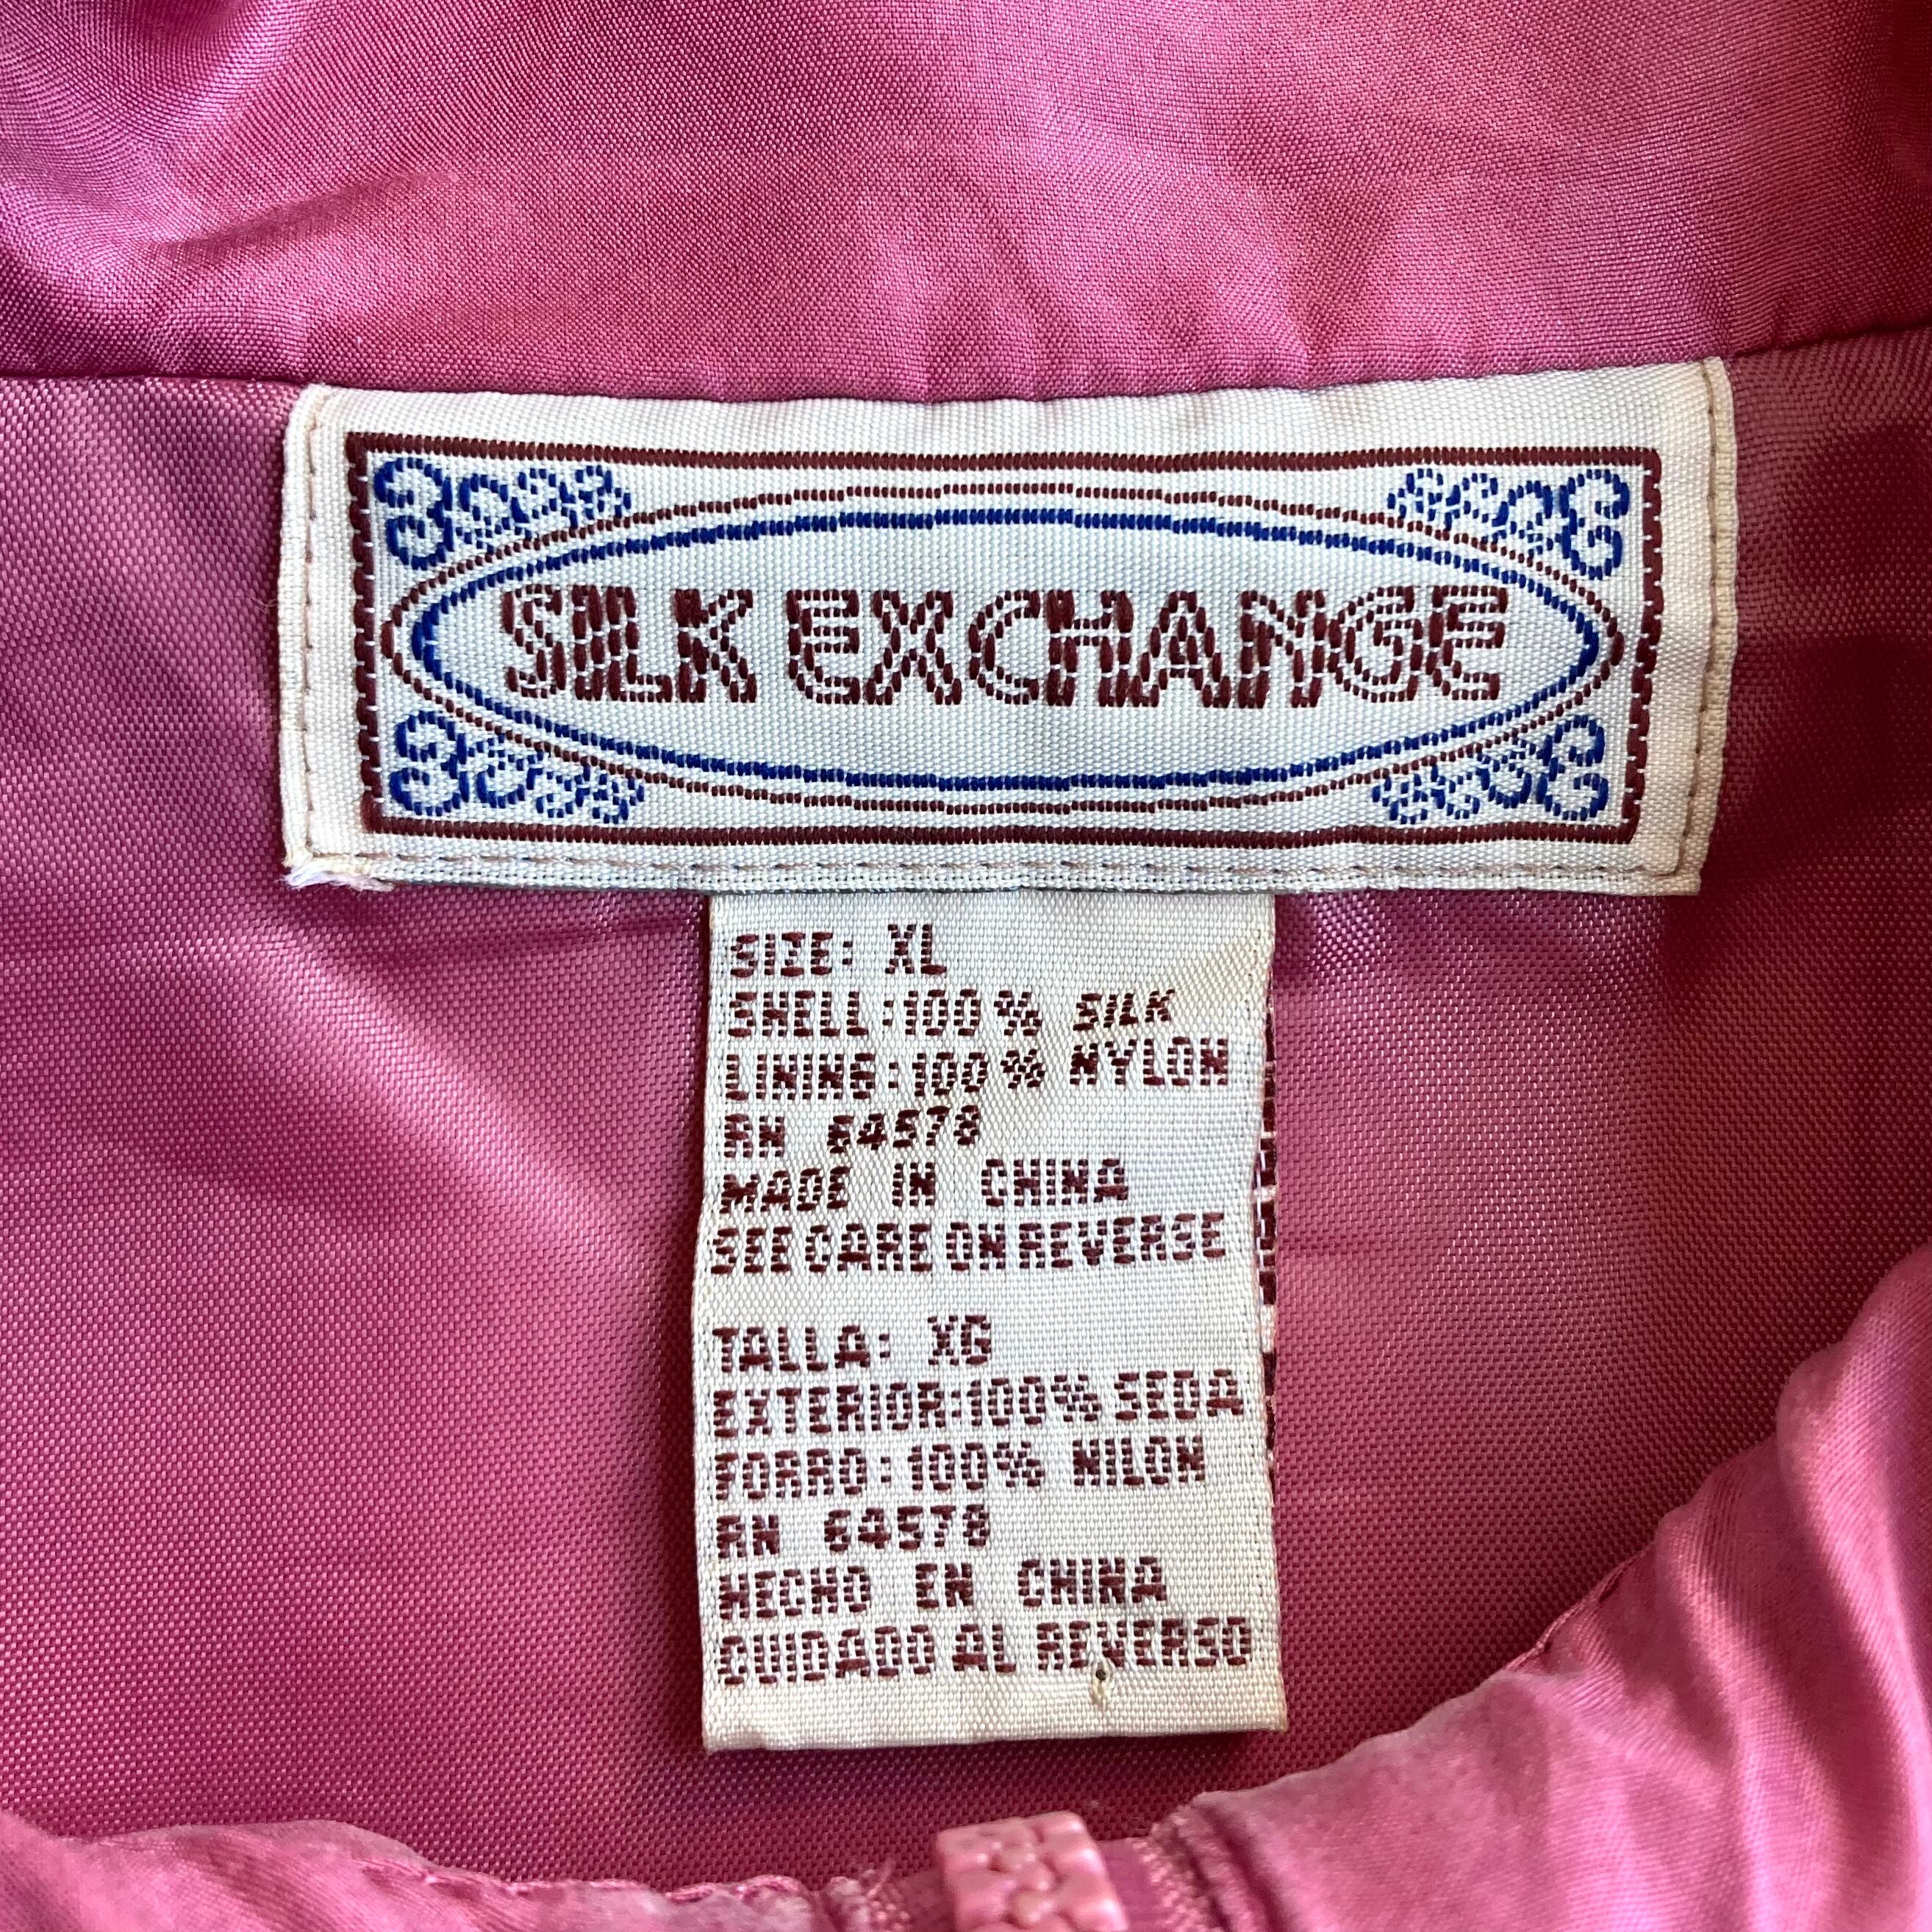 SILK EXCHANGE
SIZE: XL
SHELL:100% SILK
LINING:100% NYLON
RN 64578
MADE IN CHINA
SEE CARE ON REVERSE
TALLA: XG
EXTERIOR:100% SEDA
FORRO:100% NILON
RN 64578
HECHO EN CHINA
CUIDADO AL REVERSO